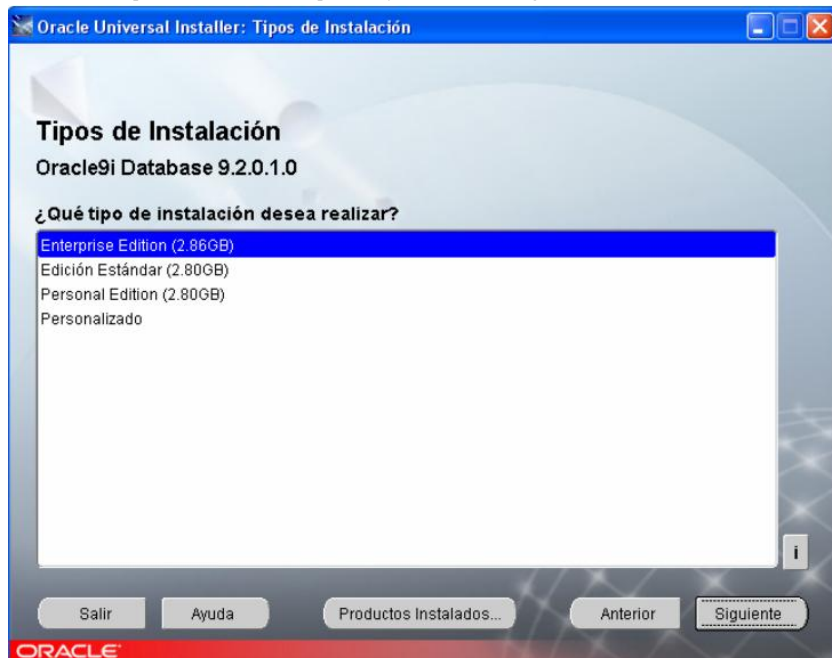 Oracle Universal Installer: Tipos de Instalación
Tipos de Instalación
Oracle9i Database 9.2.0.1.0
¿Qué tipo de instalación desea realizar?
Enterprise Edition (2.86GB)
Edición Estándar (2.80GB)
Personal Edition (2.80GB)
Personalizado
i
Salir
Ayuda
Productos Instalados...
Anterior
Siguiente
ORACLE